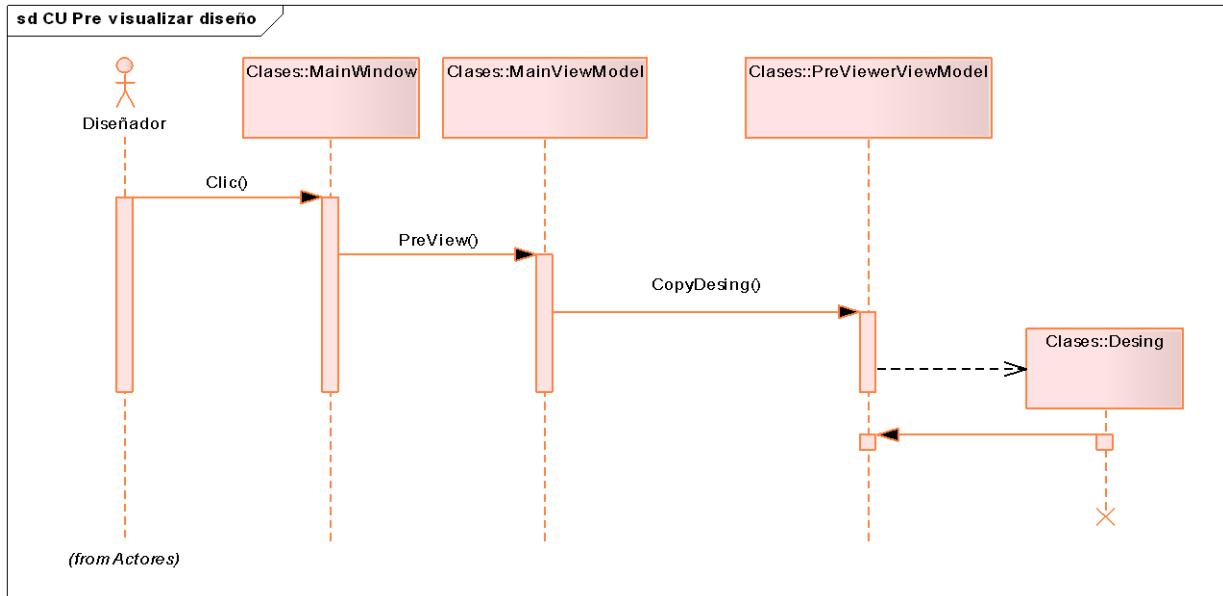 sd CU Pre visualizar diseño
Clases::MainWindow
Clases::MainViewModel
Clases::PreViewerViewModel
Diseñador
Clic()
PreView()
CopyDesing()
Clases::Desing
(from Actores)